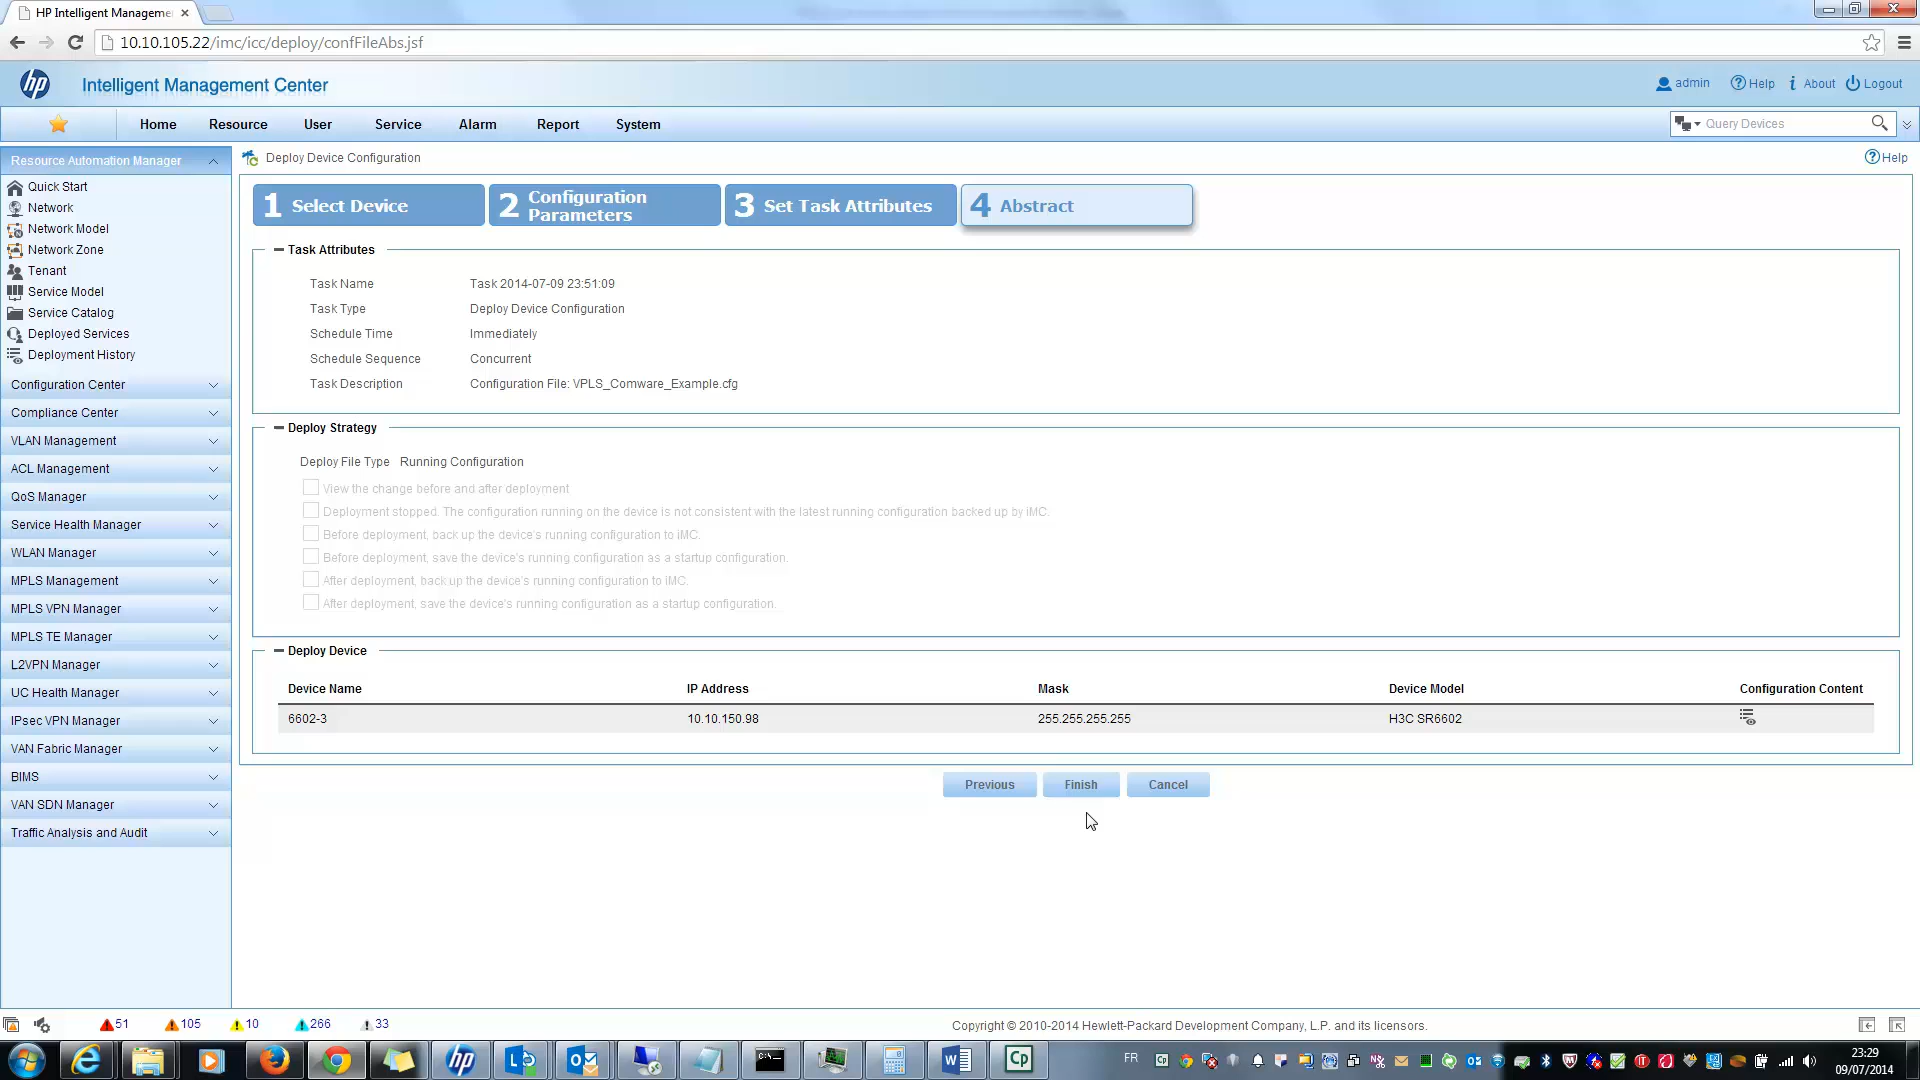 HP Intelligent Manageme
10.10.105.22/imc/icc/deploy/confFileAbs.jsf
hp
Intelligent Management Center
admin
Help
About
Logout
Home
Resource
User
Service
Alarm
Report
System
Query Devices
Resource Automation Manager
Quick Start
Network
Network Model
Network Zone
Tenant
Service Model
Service Catalog
Deployed Services
Deployment History
Configuration Center
Compliance Center
VLAN Management
ACL Management
QoS Manager
Service Health Manager
WLAN Manager
MPLS Management
MPLS VPN Manager
MPLS TE Manager
L2VPN Manager
UC Health Manager
IPsec VPN Manager
VAN Fabric Manager
BIMS
VAN SDN Manager
Traffic Analysis and Audit
Deploy Device Configuration
Help
1 Select Device
2 Configuration
Parameters
3 Set Task Attributes
4 Abstract
Task Attributes
Task Name Task 2014-07-09 23:51:09
Task Type Deploy Device Configuration
Schedule Time Immediately
Schedule Sequence Concurrent
Task Description Configuration File: VPLS_Comware_Example.cfg
Deploy Strategy
Deploy File Type Running Configuration
View the change before and after deployment
Deployment stopped. The configuration running on the device is not consistent with the latest running configuration backed up by iMC.
Before deployment, back up the device's running configuration to iMC.
Before deployment, save the device's running configuration as a startup configuration.
After deployment, back up the device's running configuration to iMC.
After deployment, save the device's running configuration as a startup configuration.
Deploy Device
Device Name IP Address Mask Device Model Configuration Content
6602-3 10.10.150.98 255.255.255.255 H3C SR6602
Previous
Finish
Cancel
51
105
10
266
33
Copyright © 2010-2014 Hewlett-Packard Development Company, L.P. and its licensors.
FR
23:29
09/07/2014